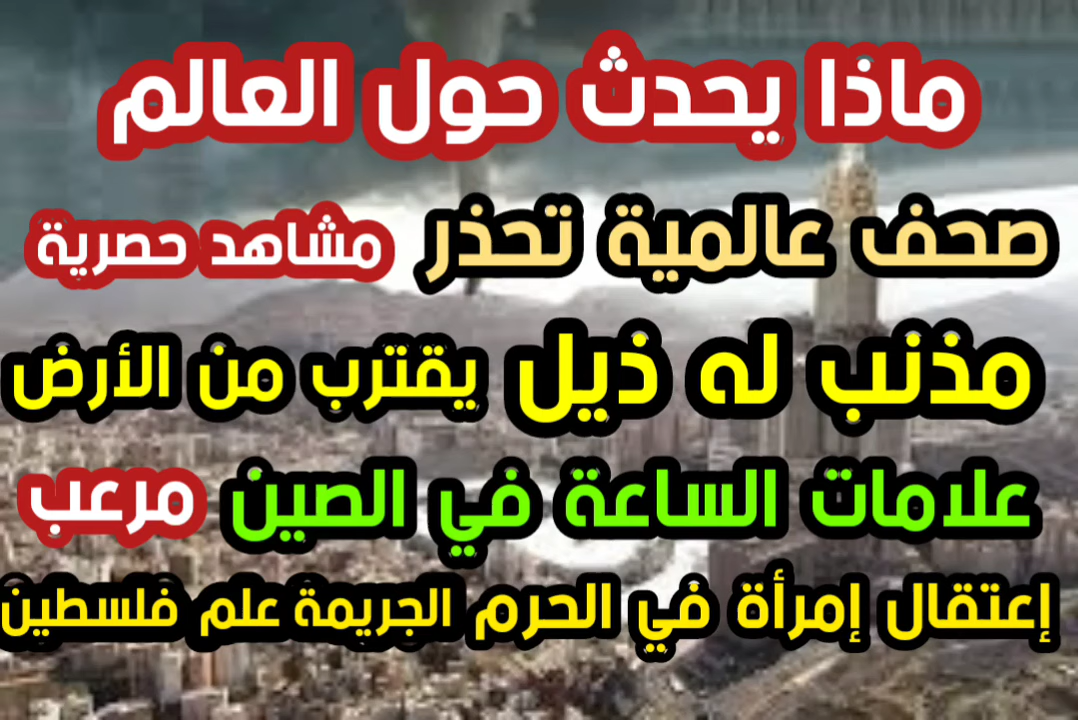 ماذا يحدث حول العالم
صحف عالمية تحذر مشاهد حصرية
مذنب له ذيل يقترب من الأرض
علامات الساعة في الصين مرعب
إعتقال إمرأة في الحرم الجريمة علم فلسطين